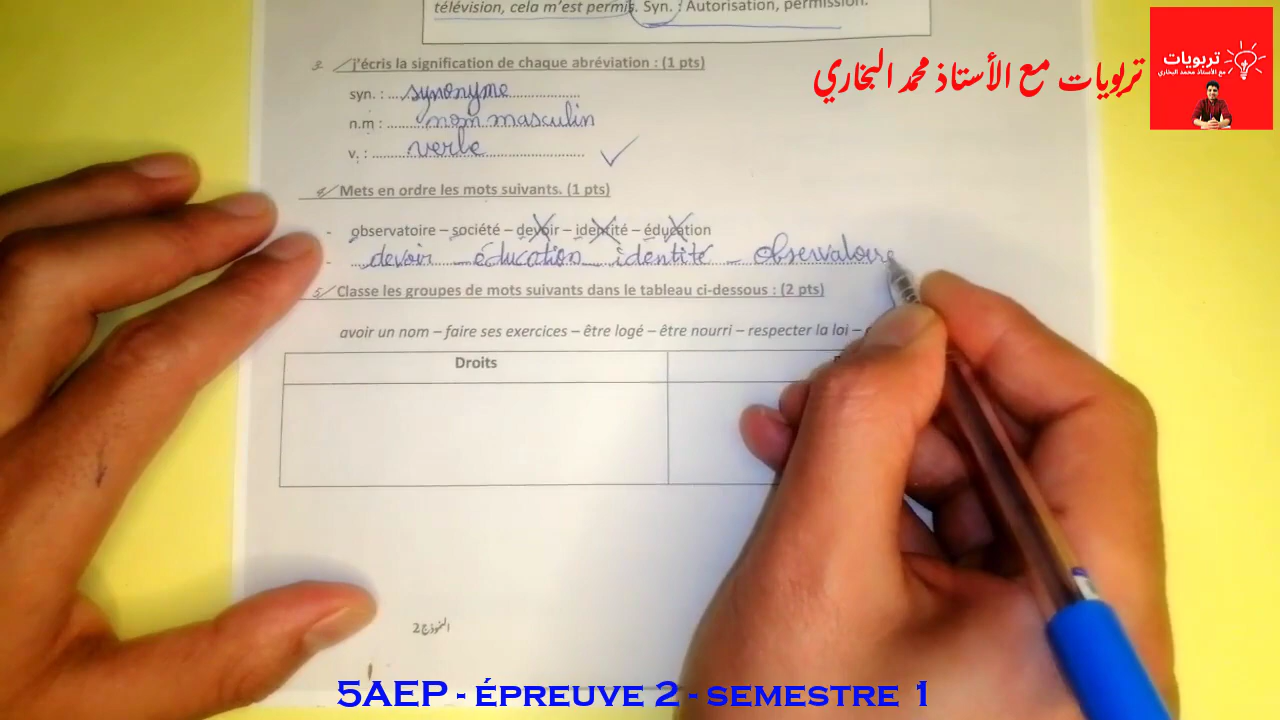 télévision, cela m'est permis. Syn. : Autorisation, permission.
3/ j'écris la signification de chaque abréviation : (1 pts)
syn. : synonyme
n.m : nom masculin
v. : verbe
4/ Mets en ordre les mots suivants. (1 pts)
- observatoire – société – devoir – identité – éducation
- devoir – éducation – identité – observatoire
5/ Classe les groupes de mots suivants dans le tableau ci-dessous : (2 pts)
avoir un nom – faire ses exercices – être logé – être nourri – respecter la loi –
Droits
النموذج 2
تربويات مع الأستاذ محمد البخاري
تربويات
مع الأستاذ محمد البخاري
5AEP - épreuve 2 - semestre 1